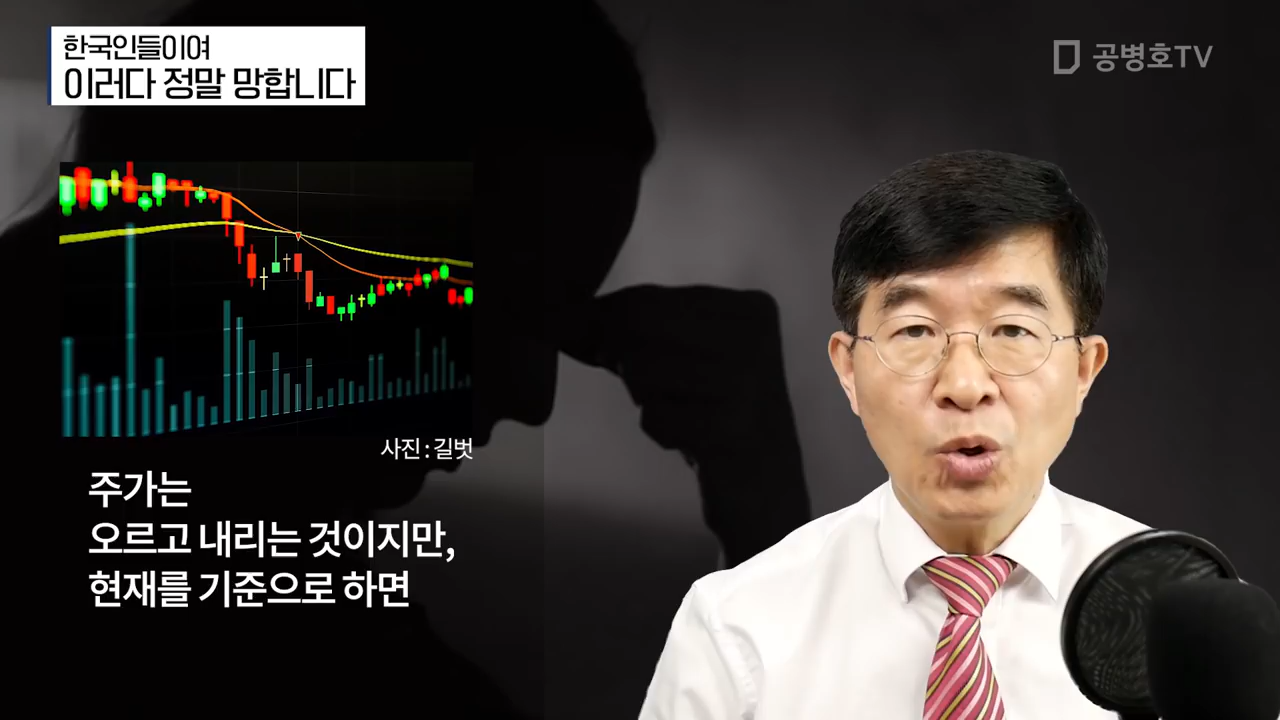 한국인들이여
이러다 정말 망합니다
공병호TV
사진 : 길벗
주가는
오르고 내리는 것이지만,
현재를 기준으로 하면